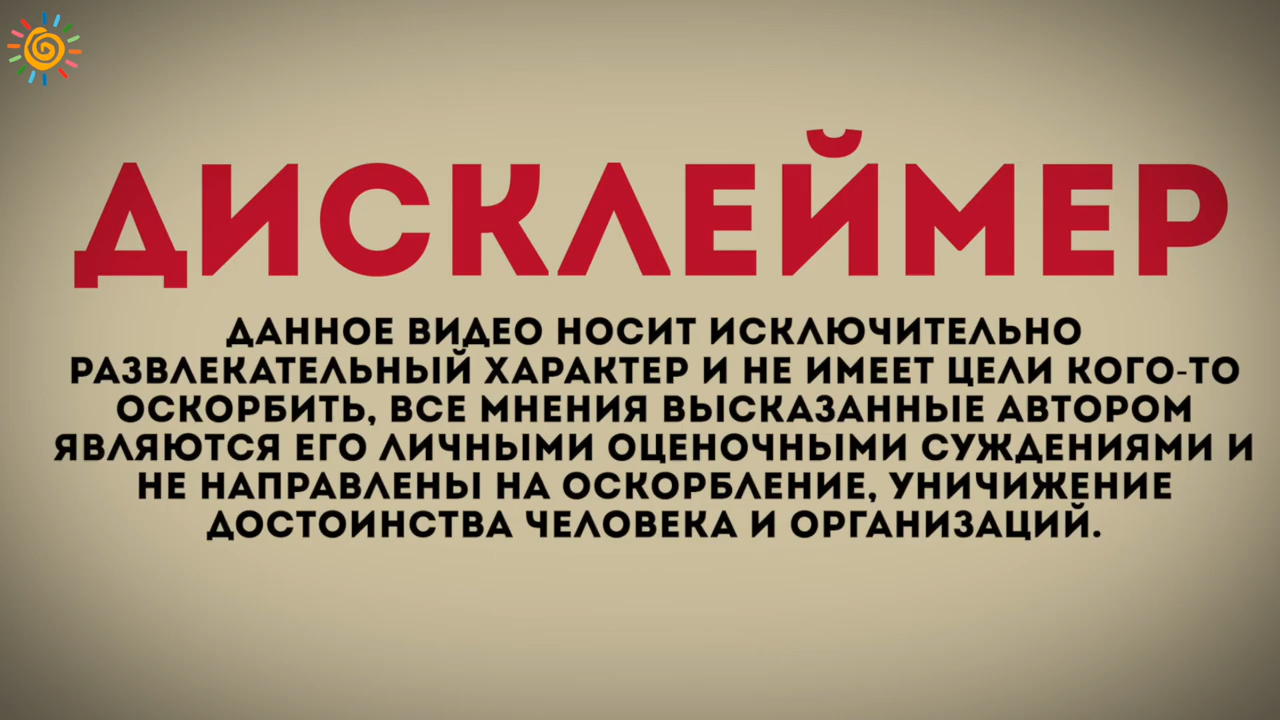 ДИСКЛЕЙМЕР
ДАННОЕ ВИДЕО НОСИТ ИСКЛЮЧИТЕЛЬНО
РАЗВЛЕКАТЕЛЬНЫЙ ХАРАКТЕР И НЕ ИМЕЕТ ЦЕЛИ КОГО-ТО
ОСКОРБИТЬ, ВСЕ МНЕНИЯ ВЫСКАЗАННЫЕ АВТОРОМ
ЯВЛЯЮТСЯ ЕГО ЛИЧНЫМИ ОЦЕНОЧНЫМИ СУЖДЕНИЯМИ И
НЕ НАПРАВЛЕНЫ НА ОСКОРБЛЕНИЕ, УНИЧИЖЕНИЕ
ДОСТОИНСТВА ЧЕЛОВЕКА И ОРГАНИЗАЦИЙ.